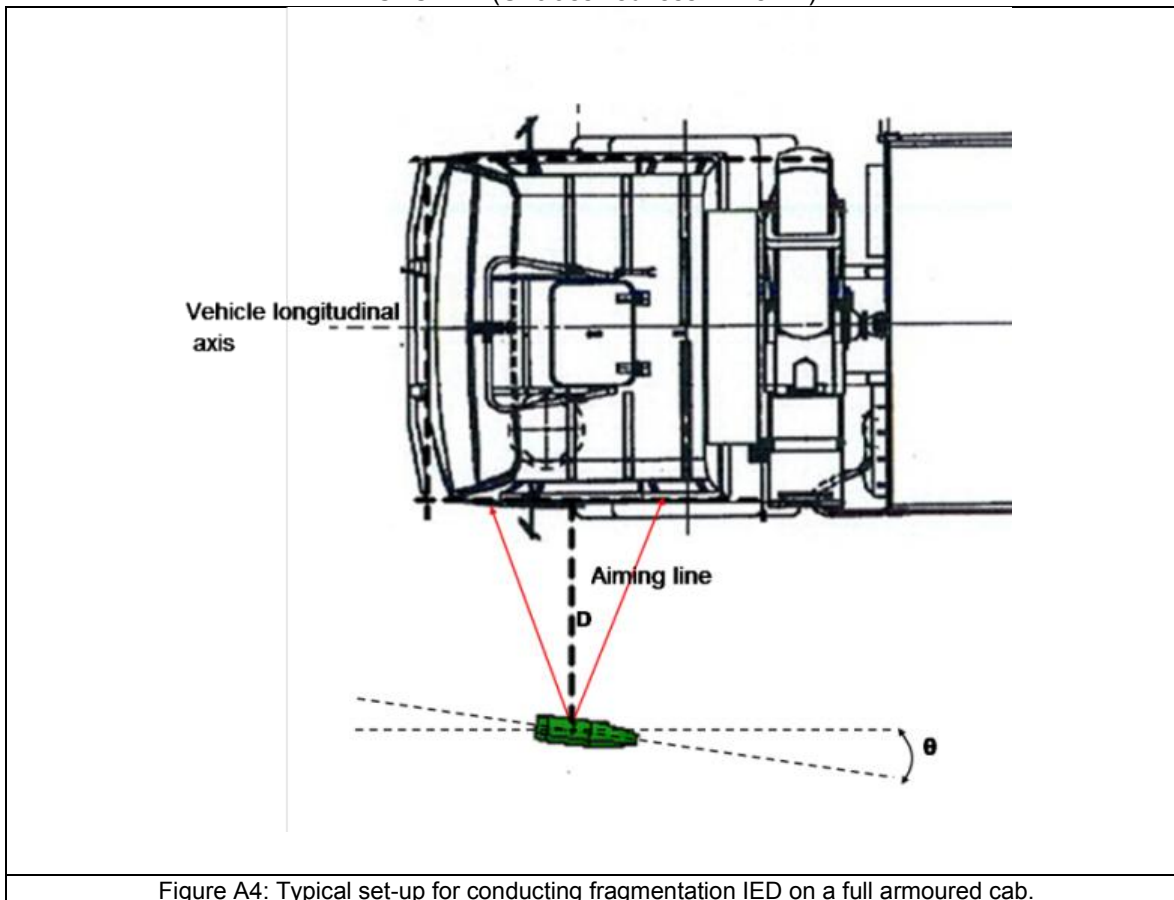 Vehicle longitudinal
axis
Aiming line
D
θ
Figure A4: Typical set-up for conducting fragmentation IED on a full armoured cab.